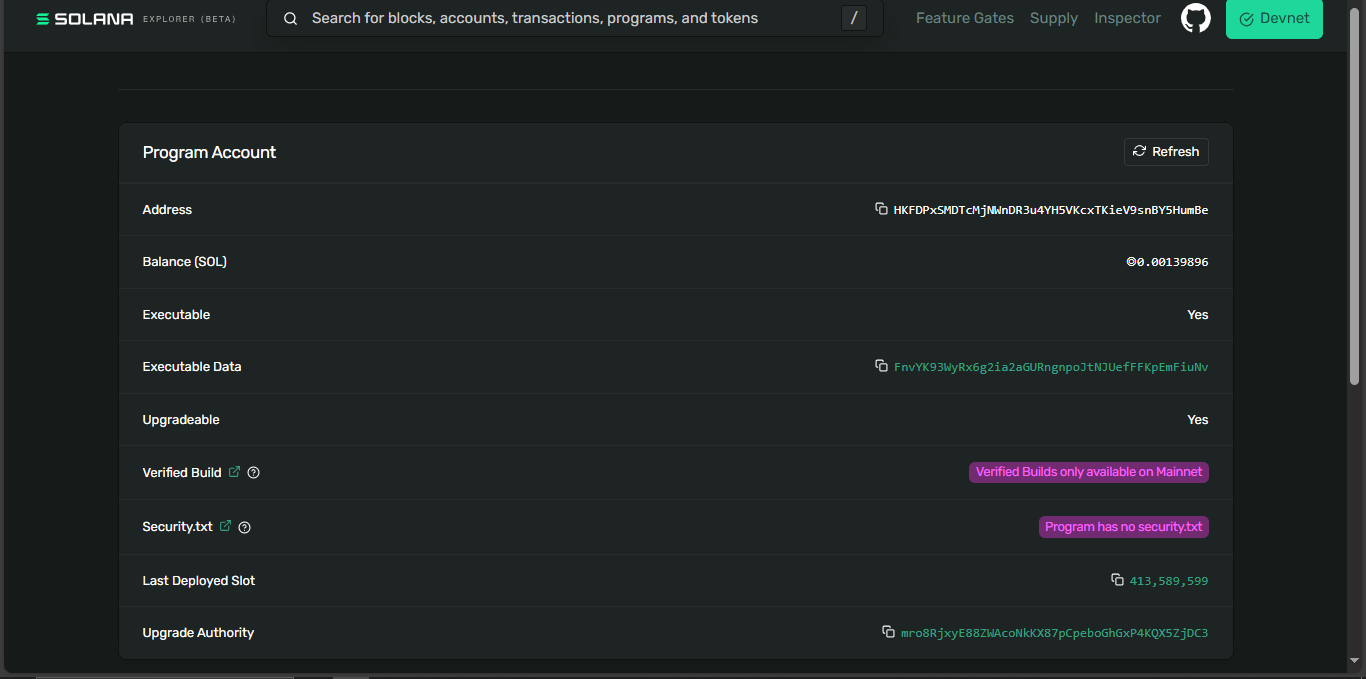 SOLANA EXPLORER (BETA)
Search for blocks, accounts, transactions, programs, and tokens /
Feature Gates Supply Inspector Devnet
Program Account Refresh
Address HKFDPxSMDTcMjNWnDR3u4YH5VKcxTKieV9snBY5HumBe
Balance (SOL) ◎0.00139896
Executable Yes
Executable Data FnvYK93WyRx6g2ia2aGURngnpoJtNJUefFFKpEmFiuNv
Upgradeable Yes
Verified Build Verified Builds only available on Mainnet
Security.txt Program has no security.txt
Last Deployed Slot 413,589,599
Upgrade Authority mro8RjxyE88ZWAcoNkKX87pCpeboGhGxP4KQX5ZjDC3